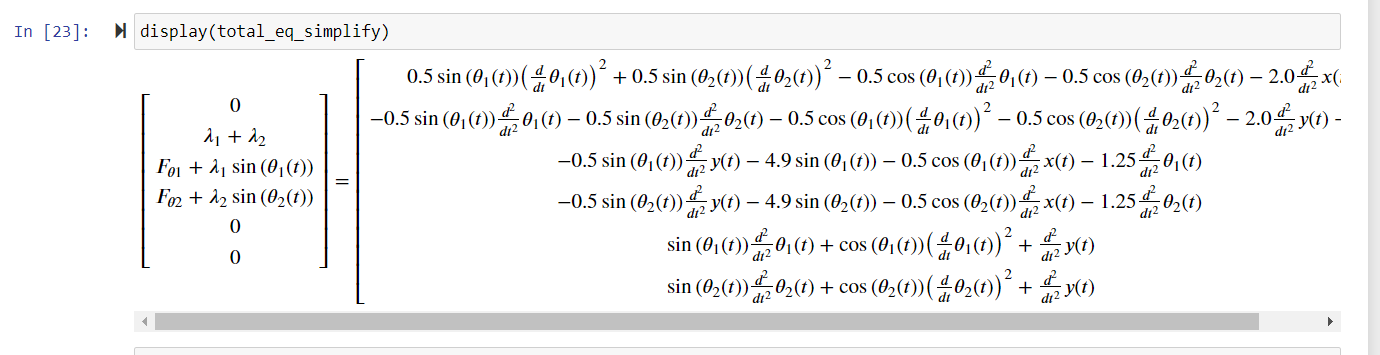 In [23]: display(total_eq_simplify)
0
λ₁ + λ₂
F_θ1 + λ₁ sin (θ₁(t))
F_θ2 + λ₂ sin (θ₂(t))
0
0
=
0.5 sin (θ₁(t)) (d/dt θ₁(t))² + 0.5 sin (θ₂(t)) (d/dt θ₂(t))² − 0.5 cos (θ₁(t)) d²/dt² θ₁(t) − 0.5 cos (θ₂(t)) d²/dt² θ₂(t) − 2.0 d²/dt² x(
−0.5 sin (θ₁(t)) d²/dt² θ₁(t) − 0.5 sin (θ₂(t)) d²/dt² θ₂(t) − 0.5 cos (θ₁(t)) (d/dt θ₁(t))² − 0.5 cos (θ₂(t)) (d/dt θ₂(t))² − 2.0 d²/dt² y(t) −
−0.5 sin (θ₁(t)) d²/dt² y(t) − 4.9 sin (θ₁(t)) − 0.5 cos (θ₁(t)) d²/dt² x(t) − 1.25 d²/dt² θ₁(t)
−0.5 sin (θ₂(t)) d²/dt² y(t) − 4.9 sin (θ₂(t)) − 0.5 cos (θ₂(t)) d²/dt² x(t) − 1.25 d²/dt² θ₂(t)
sin (θ₁(t)) d²/dt² θ₁(t) + cos (θ₁(t)) (d/dt θ₁(t))² + d²/dt² y(t)
sin (θ₂(t)) d²/dt² θ₂(t) + cos (θ₂(t)) (d/dt θ₂(t))² + d²/dt² y(t)